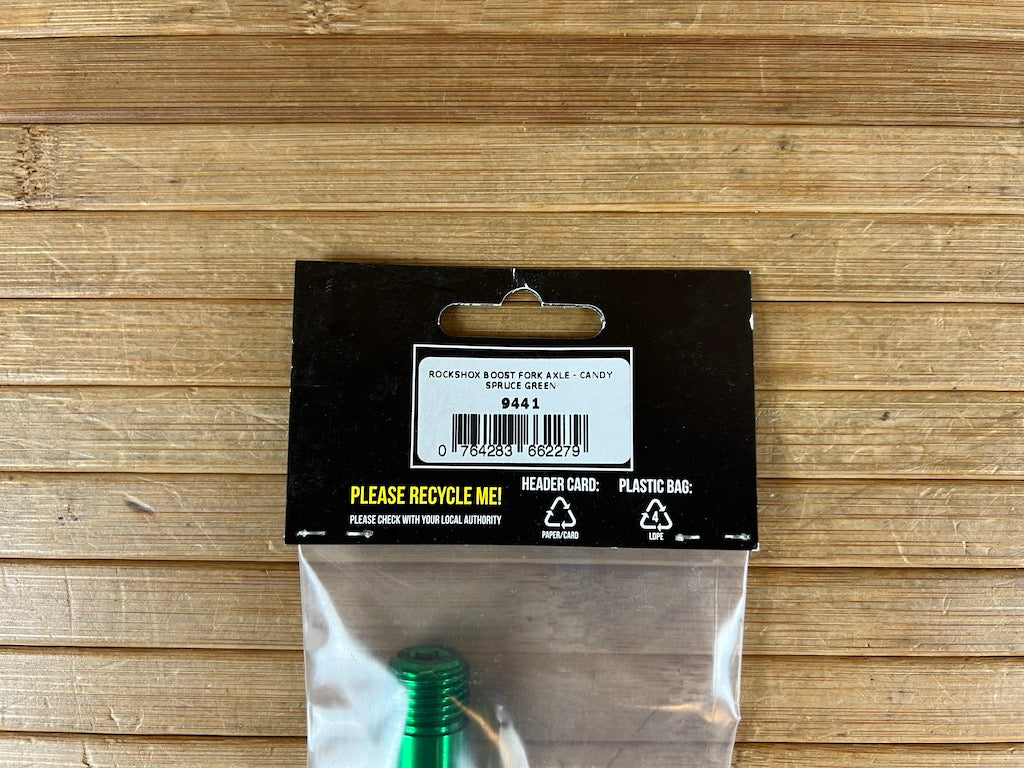 ROCKSHOX BOOST FORK AXLE - CANDY
SPRUCE GREEN
9441
0 764283 662279
PLEASE RECYCLE ME!
PLEASE CHECK WITH YOUR LOCAL AUTHORITY
HEADER CARD:
PAPER/CARD
PLASTIC BAG:
4
LDPE